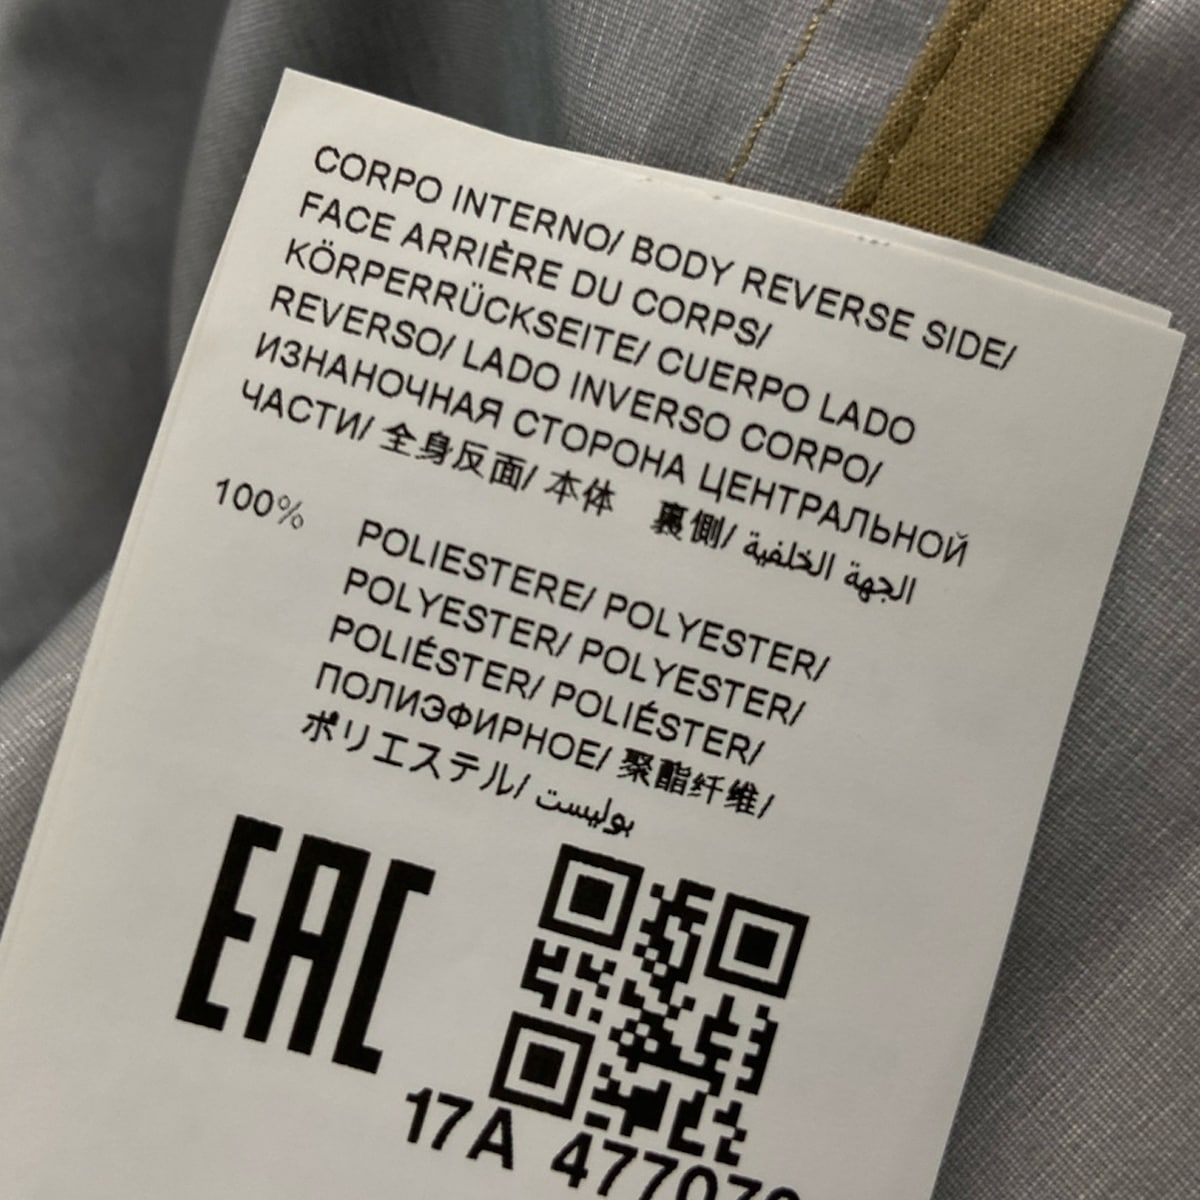 CORPO INTERNO/ BODY REVERSE SIDE/
FACE ARRIÈRE DU CORPS/
KÖRPERRÜCKSEITE/ CUERPO LADO
REVERSO/ LADO INVERSO CORPO/
ИЗНАНОЧНАЯ СТОРОНА ЦЕНТРАЛЬНОЙ
ЧАСТИ/ 全身反面/ 本体　裏側/ الجهة الخلفية
100% POLIESTERE/ POLYESTER/
POLYESTER/ POLYESTER/
POLIÉSTER/ POLIÉSTER/
ПОЛИЭФИРНОЕ/ 聚酯纤维/
ポリエステル/ بوليست
EAC
17A